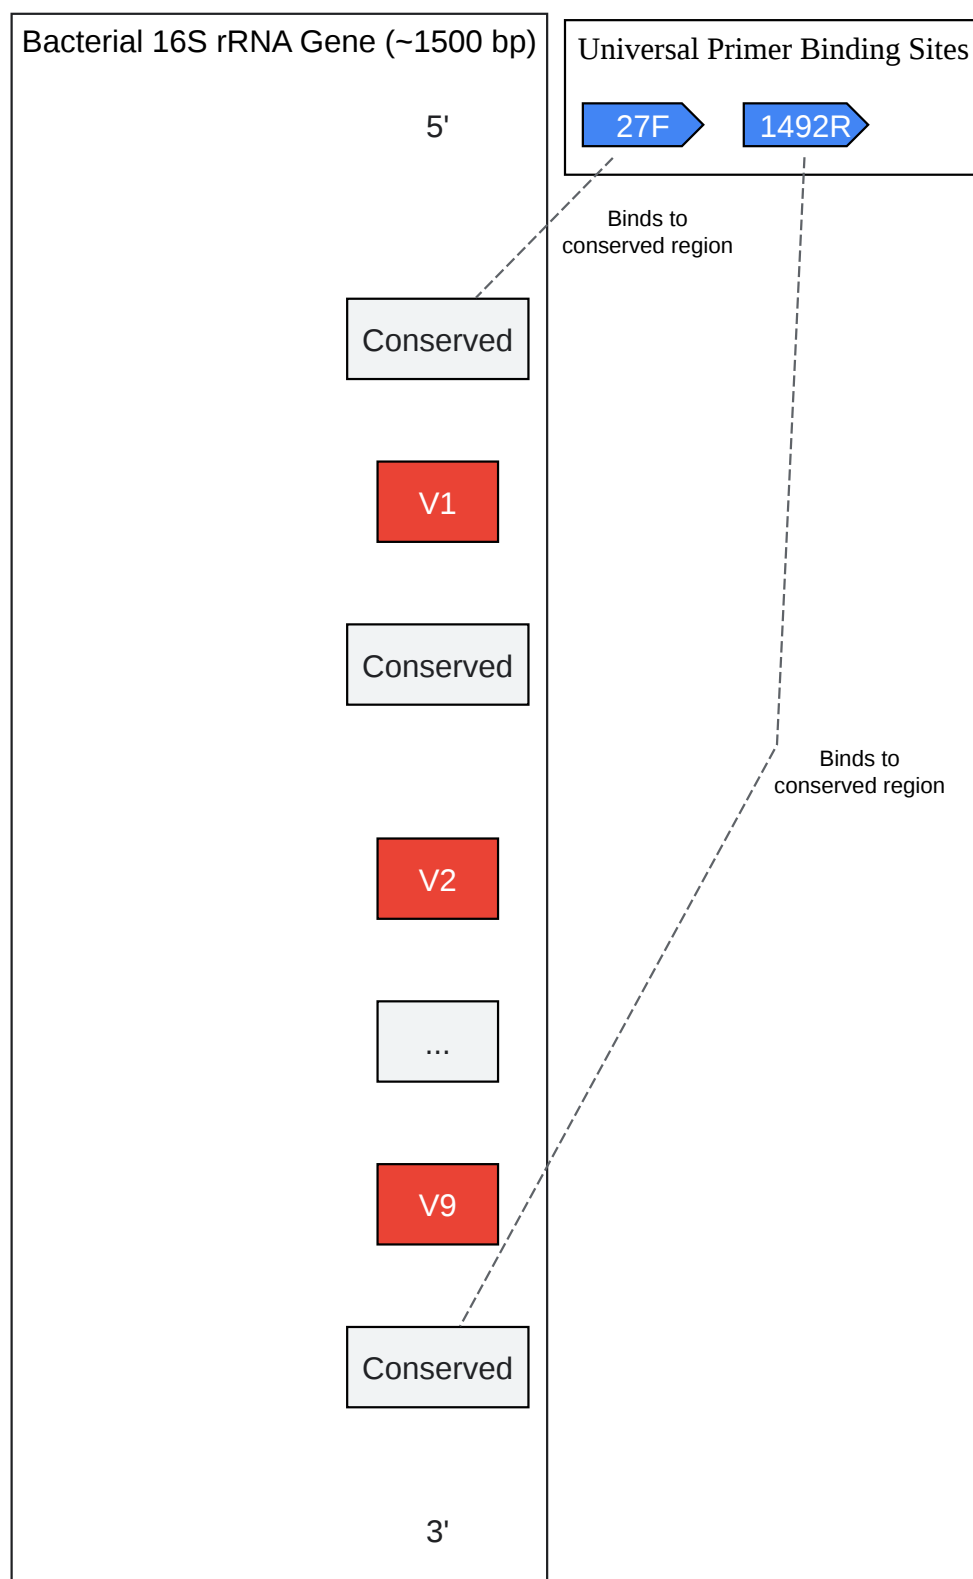 Bacterial 16S rRNA Gene (~1500 bp)
Universal Primer Binding Sites
5'
27F
1492R
Binds to
conserved region
Conserved
V1
Conserved
Binds to
conserved region
V2
...
V9
Conserved
3'